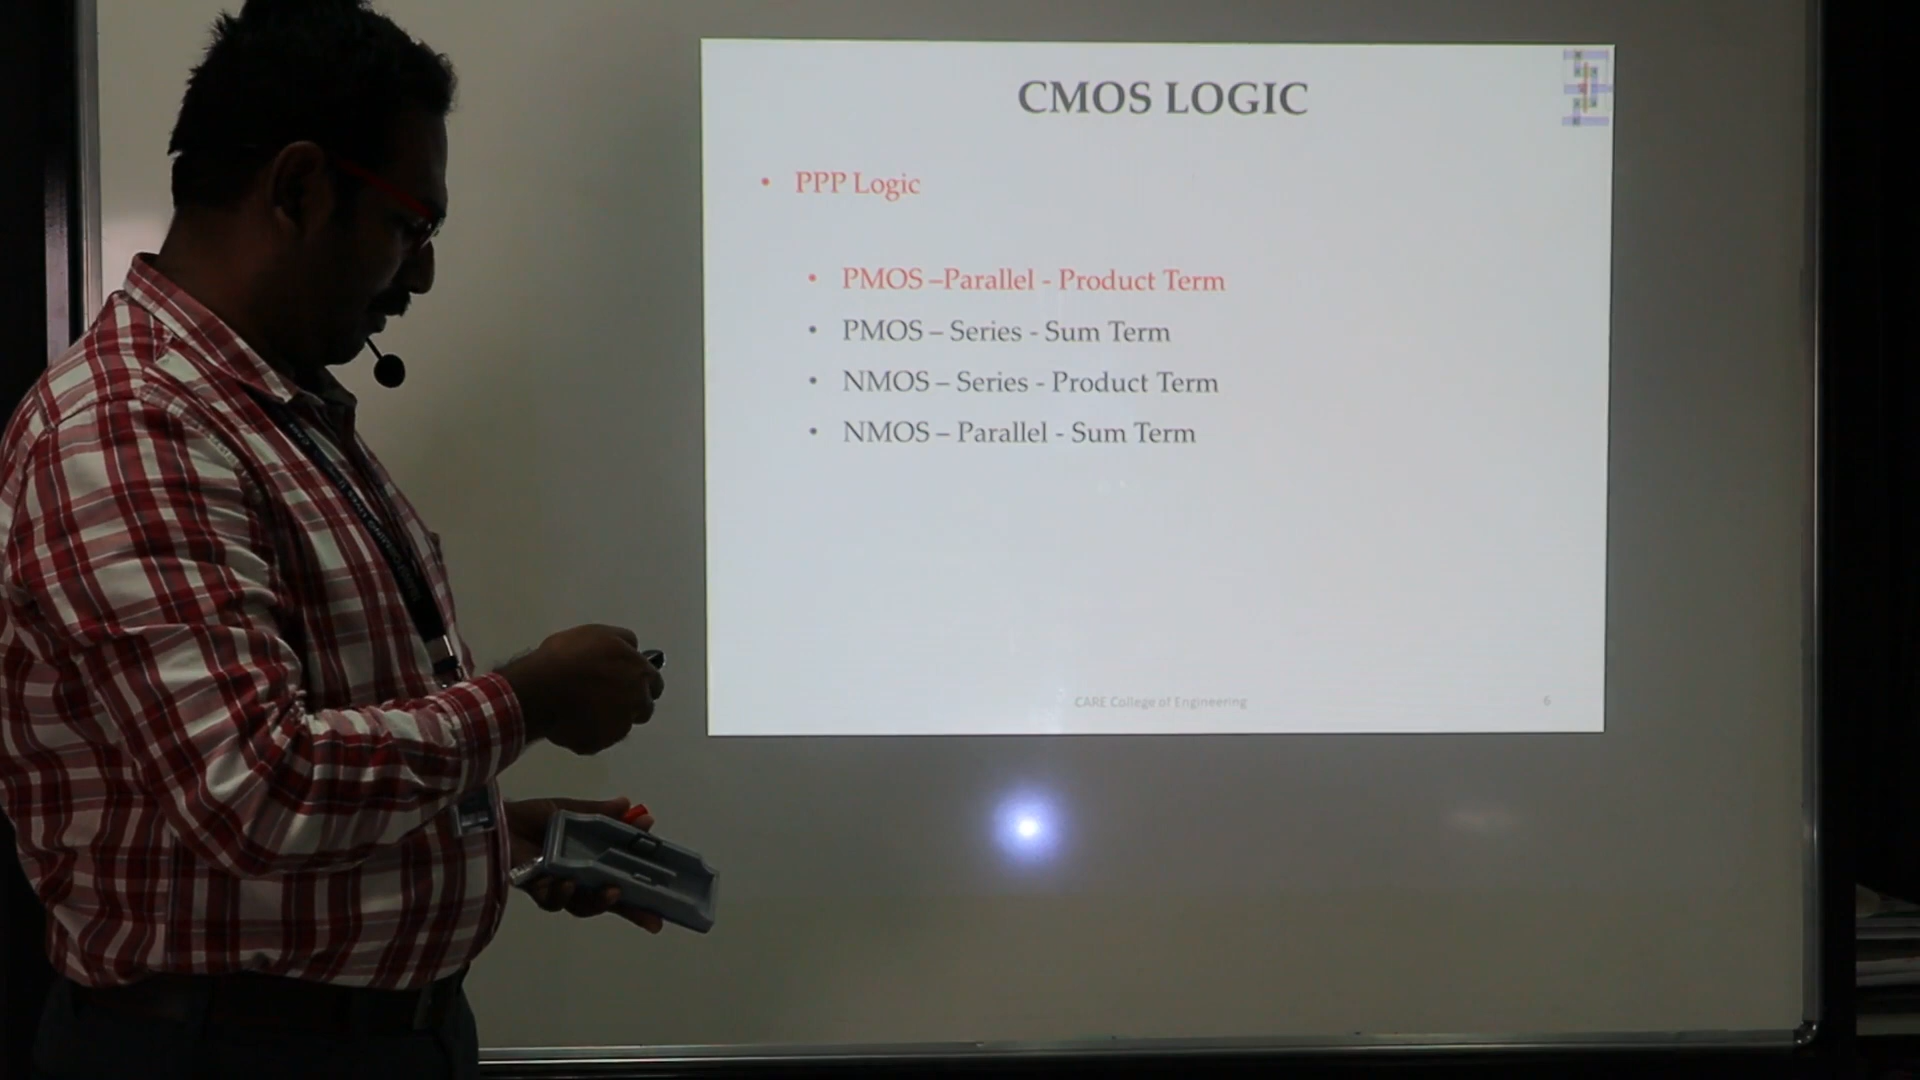 CMOS LOGIC
• PPP Logic
• PMOS –Parallel - Product Term
• PMOS – Series - Sum Term
• NMOS – Series - Product Term
• NMOS – Parallel - Sum Term
CARE College of Engineering
6